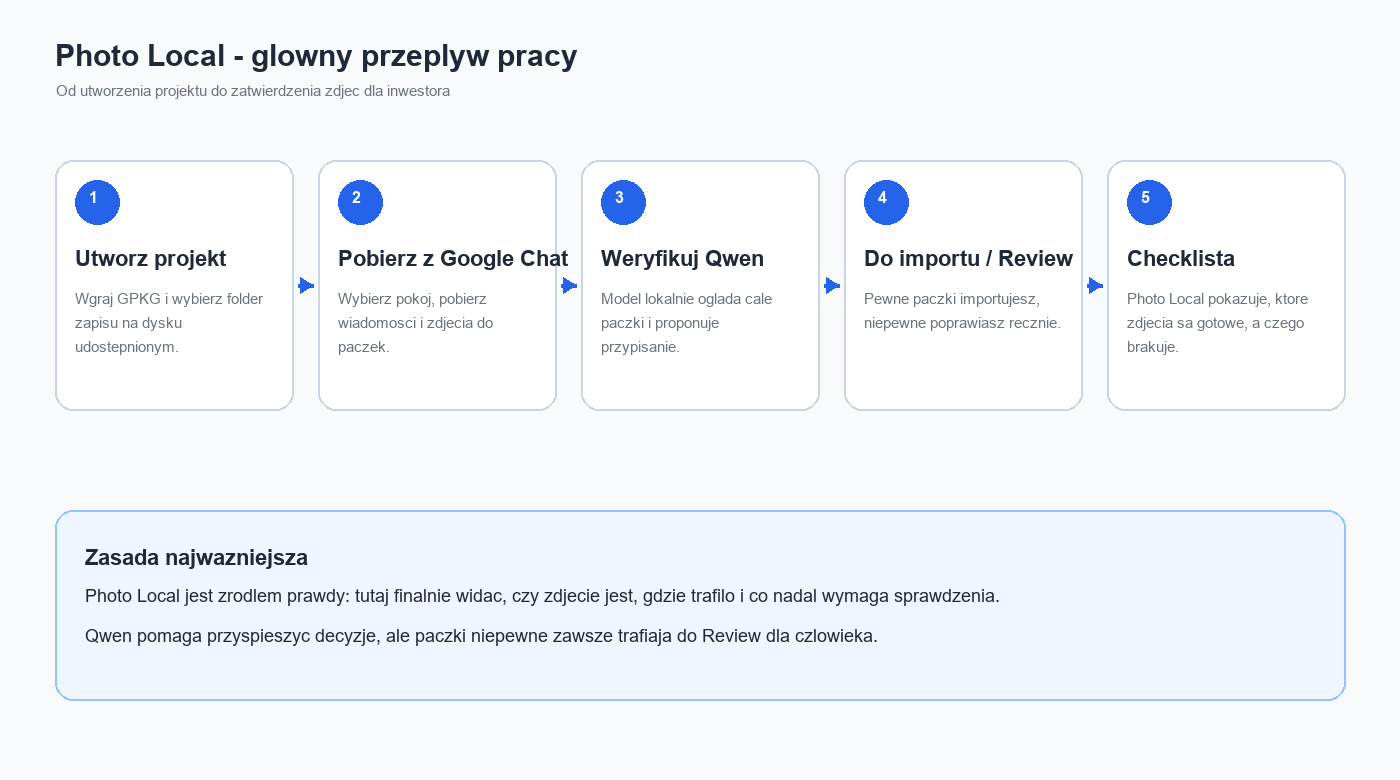 Photo Local - glowny przeplyw pracy
Od utworzenia projektu do zatwierdzenia zdjec dla inwestora
1
Utworz projekt
Wgraj GPKG i wybierz folder
zapisu na dysku
udostepnionym.
2
Pobierz z Google Chat
Wybierz pokoj, pobierz
wiadomosci i zdjecia do
paczek.
3
Weryfikuj Qwen
Model lokalnie oglada cale
paczki i proponuje
przypisanie.
4
Do importu / Review
Pewne paczki importujesz,
niepewne poprawiasz recznie.
5
Checklista
Photo Local pokazuje, ktore
zdjecia sa gotowe, a czego
brakuje.
Zasada najwazniejsza
Photo Local jest zrodlem prawdy: tutaj finalnie widac, czy zdjecie jest, gdzie trafilo i co nadal wymaga sprawdzenia.
Qwen pomaga przyspieszyc decyzje, ale paczki niepewne zawsze trafiaja do Review dla czlowieka.